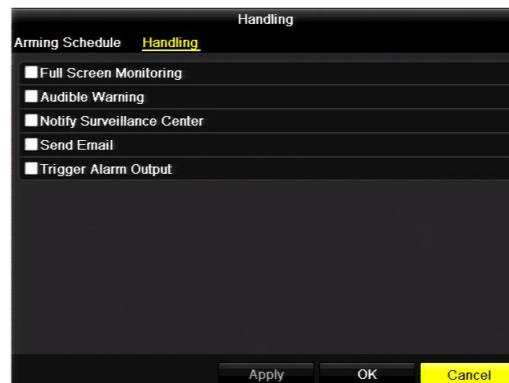 Handling
Arming Schedule Handling
Full Screen Monitoring
Audible Warning
Notify Surveillance Center
Send Email
Trigger Alarm Output
Apply OK Cancel